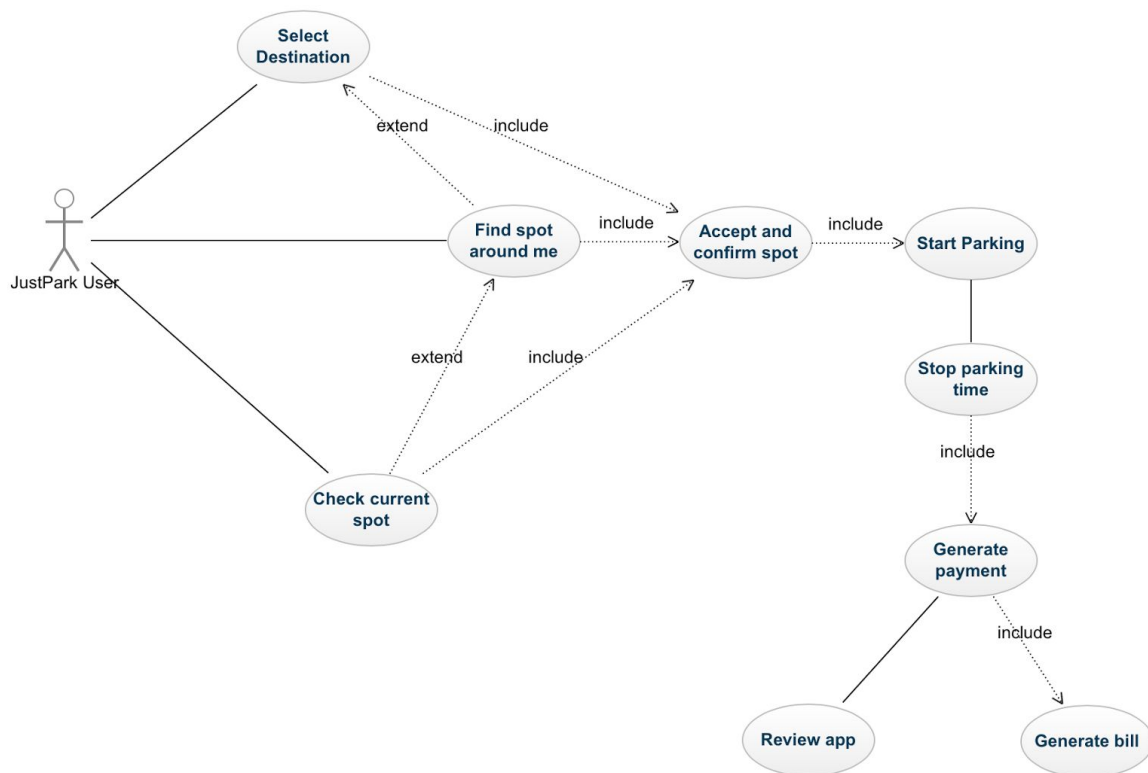 Select
Destination
extend
include
JustPark User
Find spot
around me
include
Accept and
confirm spot
include
Start Parking
extend
include
Stop parking
time
include
Check current
spot
Generate
payment
include
Review app
Generate bill